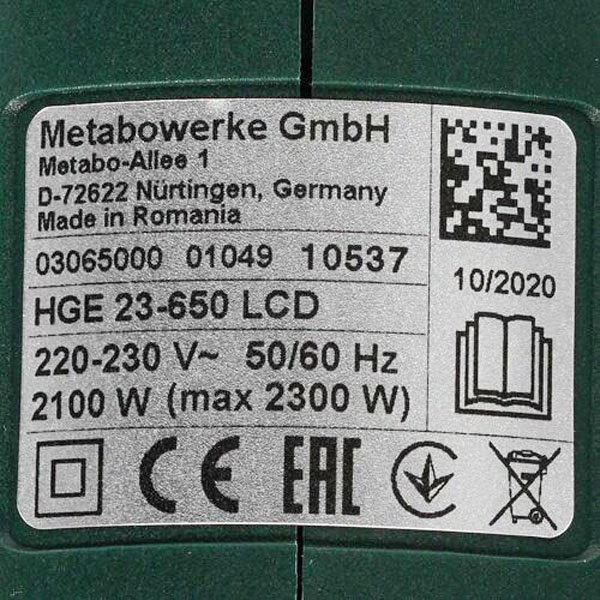 Metabowerke GmbH
Metabo-Allee 1
D-72622 Nürtingen, Germany
Made in Romania
03065000 01049 10537
10/2020
HGE 23-650 LCD
220-230 V~ 50/60 Hz
2100 W (max 2300 W)
CE EAC